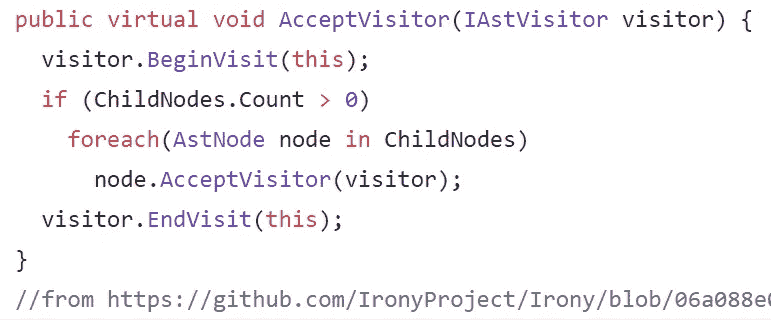 public virtual void AcceptVisitor(IAstVisitor visitor) {
visitor.BeginVisit(this);
if (ChildNodes.Count > 0)
foreach(AstNode node in ChildNodes)
node.AcceptVisitor(visitor);
visitor.EndVisit(this);
}
//from https://github.com/IronyProject/Irony/blob/06a088e